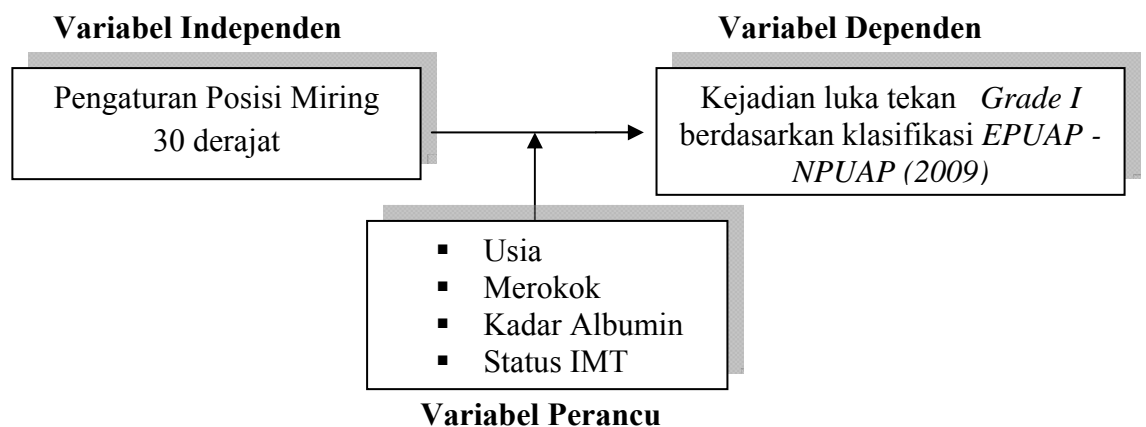 Variabel Independen
Variabel Dependen
Pengaturan Posisi Miring
30 derajat
Kejadian luka tekan Grade I
berdasarkan klasifikasi EPUAP -
NPUAP (2009)
▪ Usia
▪ Merokok
▪ Kadar Albumin
▪ Status IMT
Variabel Perancu